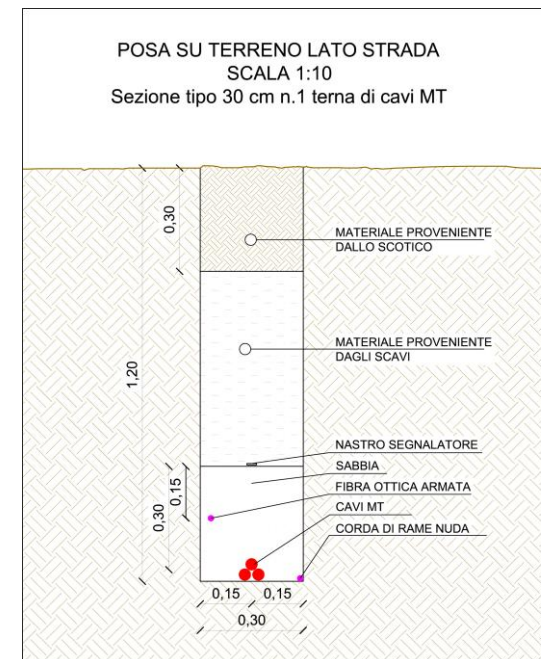 POSA SU TERRENO LATO STRADA
SCALA 1:10
Sezione tipo 30 cm n.1 terna di cavi MT
0,30
MATERIALE PROVENIENTE
DALLO SCOTICO
1,20
MATERIALE PROVENIENTE
DAGLI SCAVI
NASTRO SEGNALATORE
SABBIA
0,15
FIBRA OTTICA ARMATA
0,30
CAVI MT
CORDA DI RAME NUDA
0,15
0,15
0,30